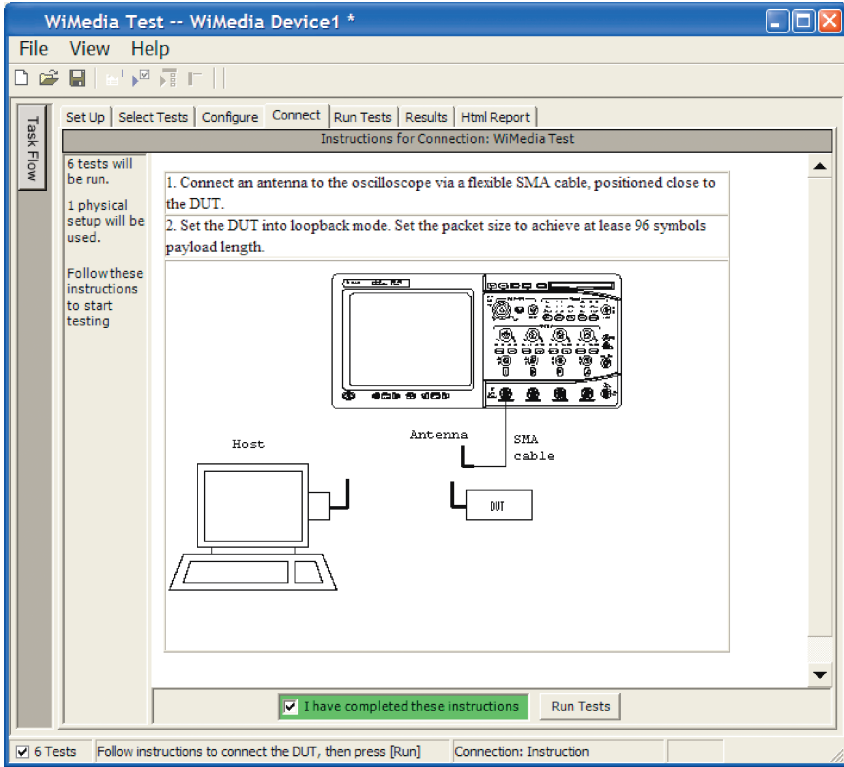 WiMedia Test -- WiMedia Device1 *
File View Help
Task Flow
Set Up Select Tests Configure Connect Run Tests Results Html Report
Instructions for Connection: WiMedia Test
6 tests will
be run.
1 physical
setup will be
used.
Follow these
instructions
to start
testing
1. Connect an antenna to the oscilloscope via a flexible SMA cable, positioned close to
the DUT.
2. Set the DUT into loopback mode. Set the packet size to achieve at lease 96 symbols
payload length.
Host
Antenna
SMA
cable
DUT
I have completed these instructions
Run Tests
6 Tests Follow instructions to connect the DUT, then press [Run] Connection: Instruction